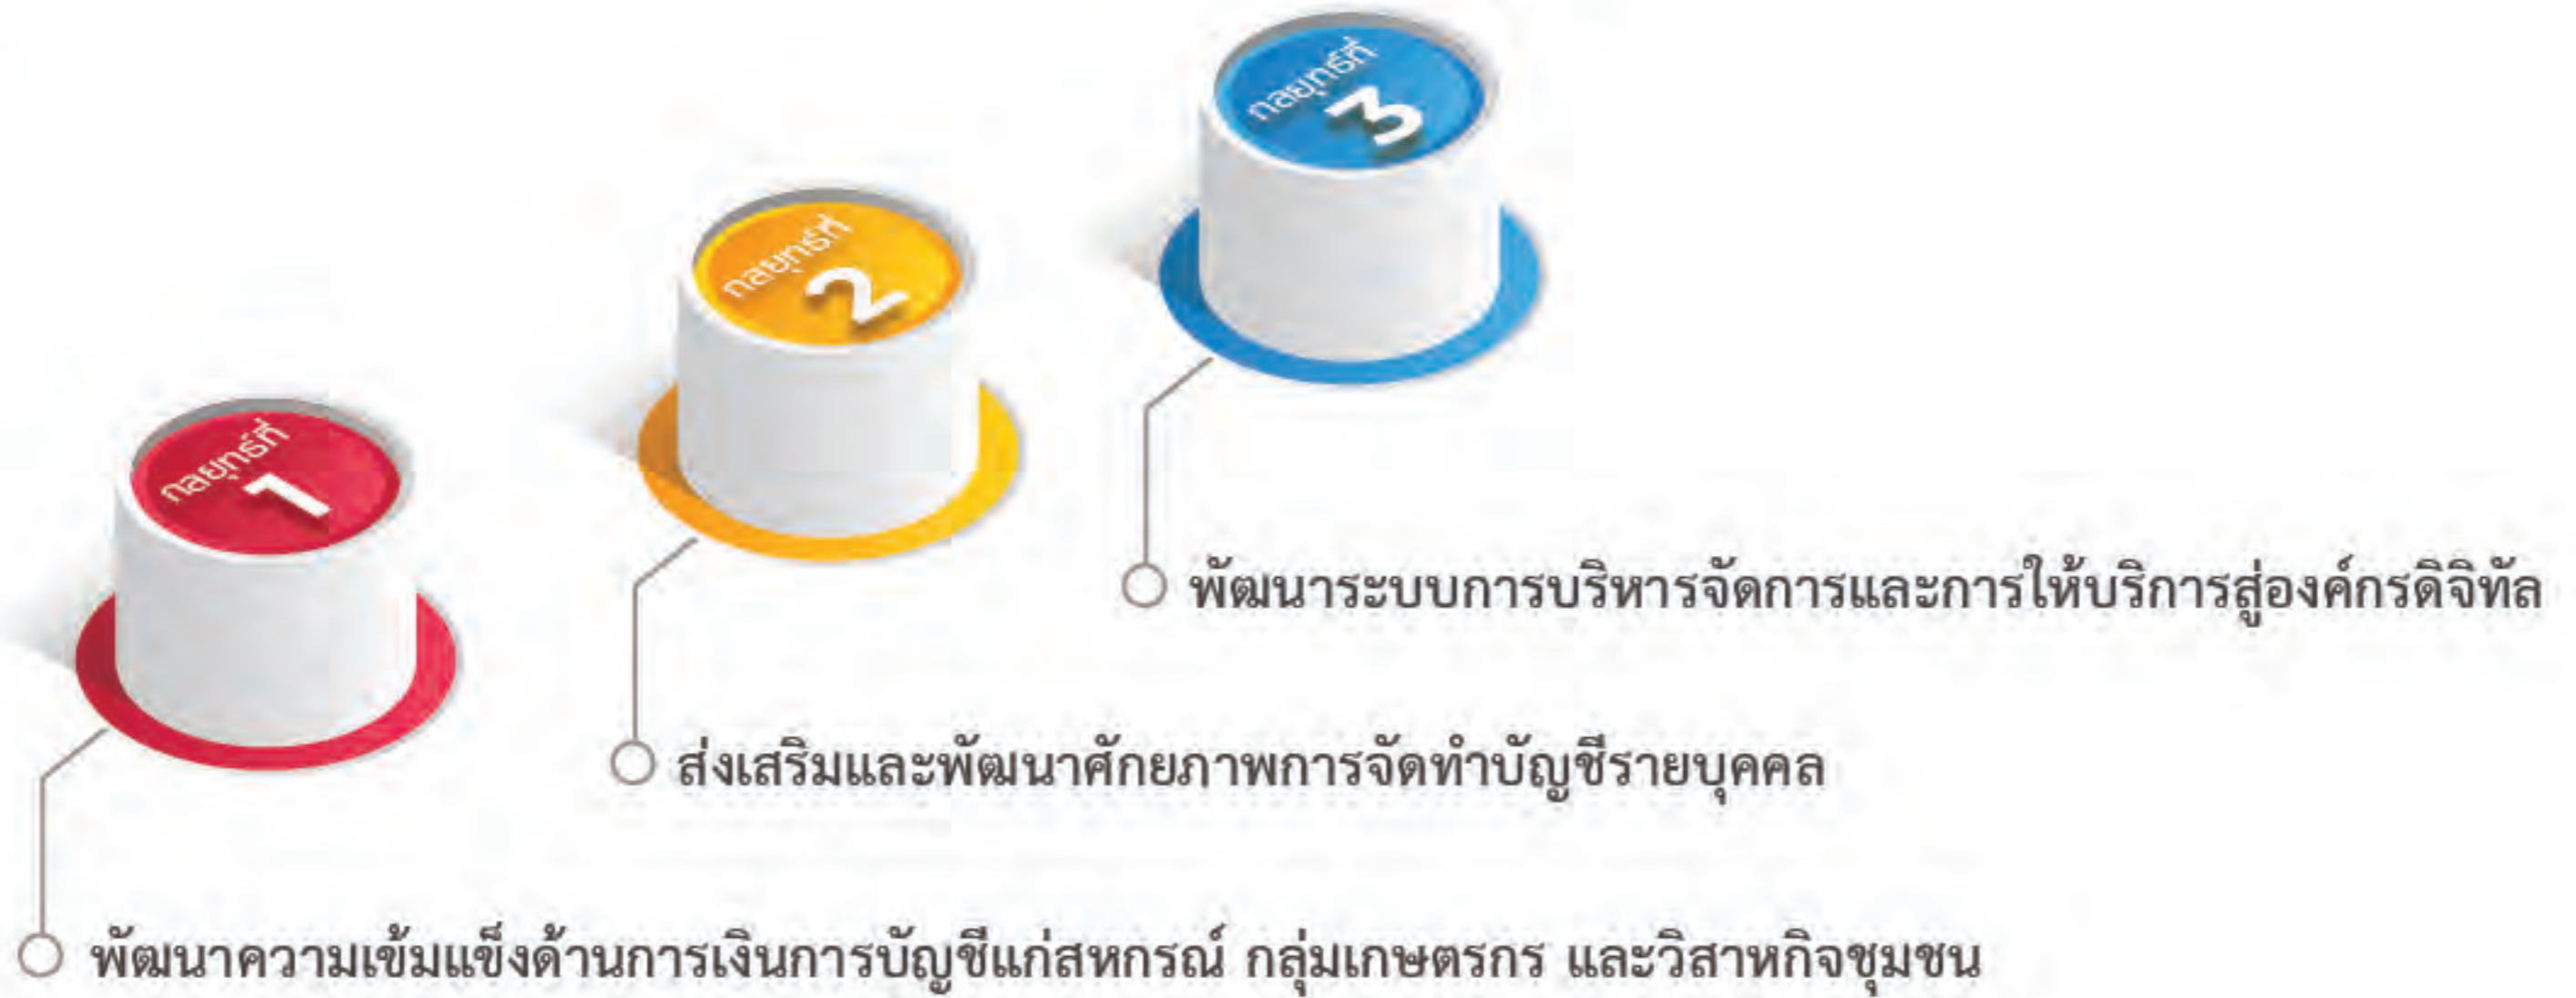 กลยุทธ์ที่
3
กลยุทธ์ที่
2
กลยุทธ์ที่
1
พัฒนาระบบการบริหารจัดการและการให้บริการสู่องค์กรดิจิทัล
ส่งเสริมและพัฒนาศักยภาพการจัดทำบัญชีรายบุคคล
พัฒนาความเข้มแข็งด้านการเงินการบัญชีแก่สหกรณ์ กลุ่มเกษตรกร และวิสาหกิจชุมชน